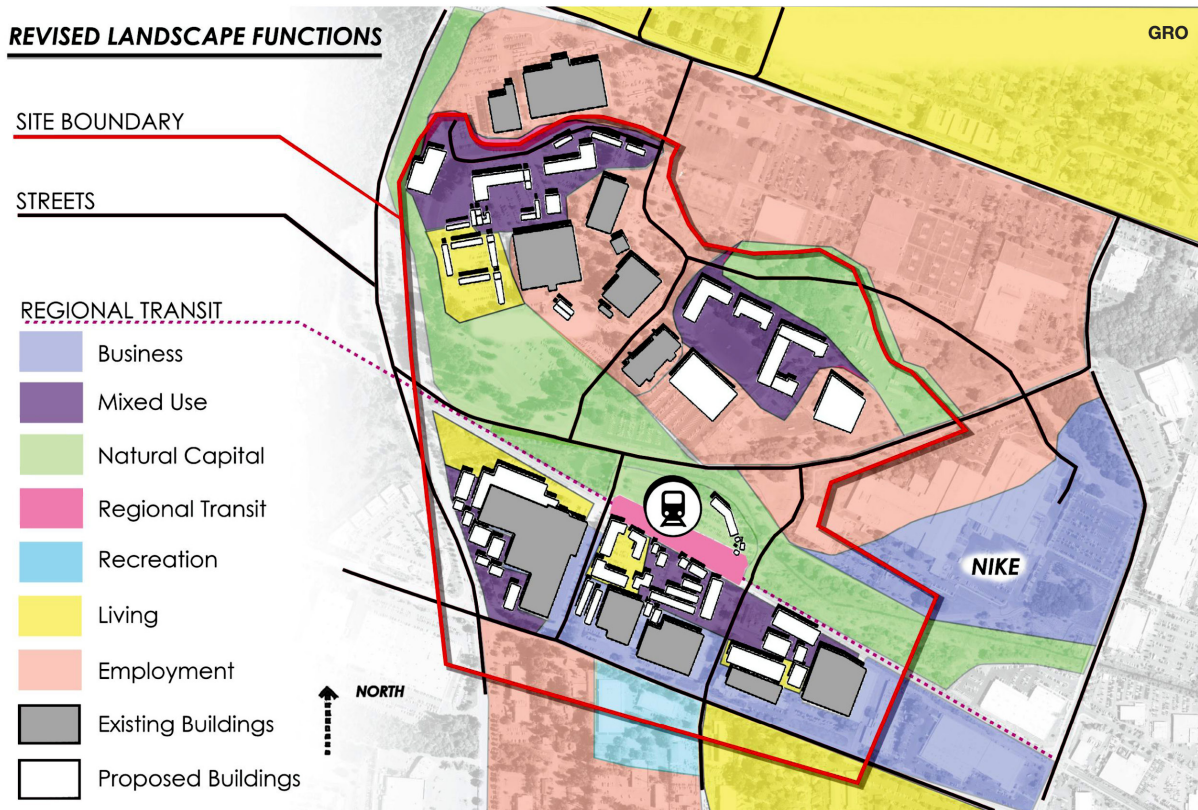 REVISED LANDSCAPE FUNCTIONS
GRO
SITE BOUNDARY
STREETS
REGIONAL TRANSIT
Business
Mixed Use
Natural Capital
Regional Transit
Recreation
Living
Employment
Existing Buildings
Proposed Buildings
NORTH
NIKE